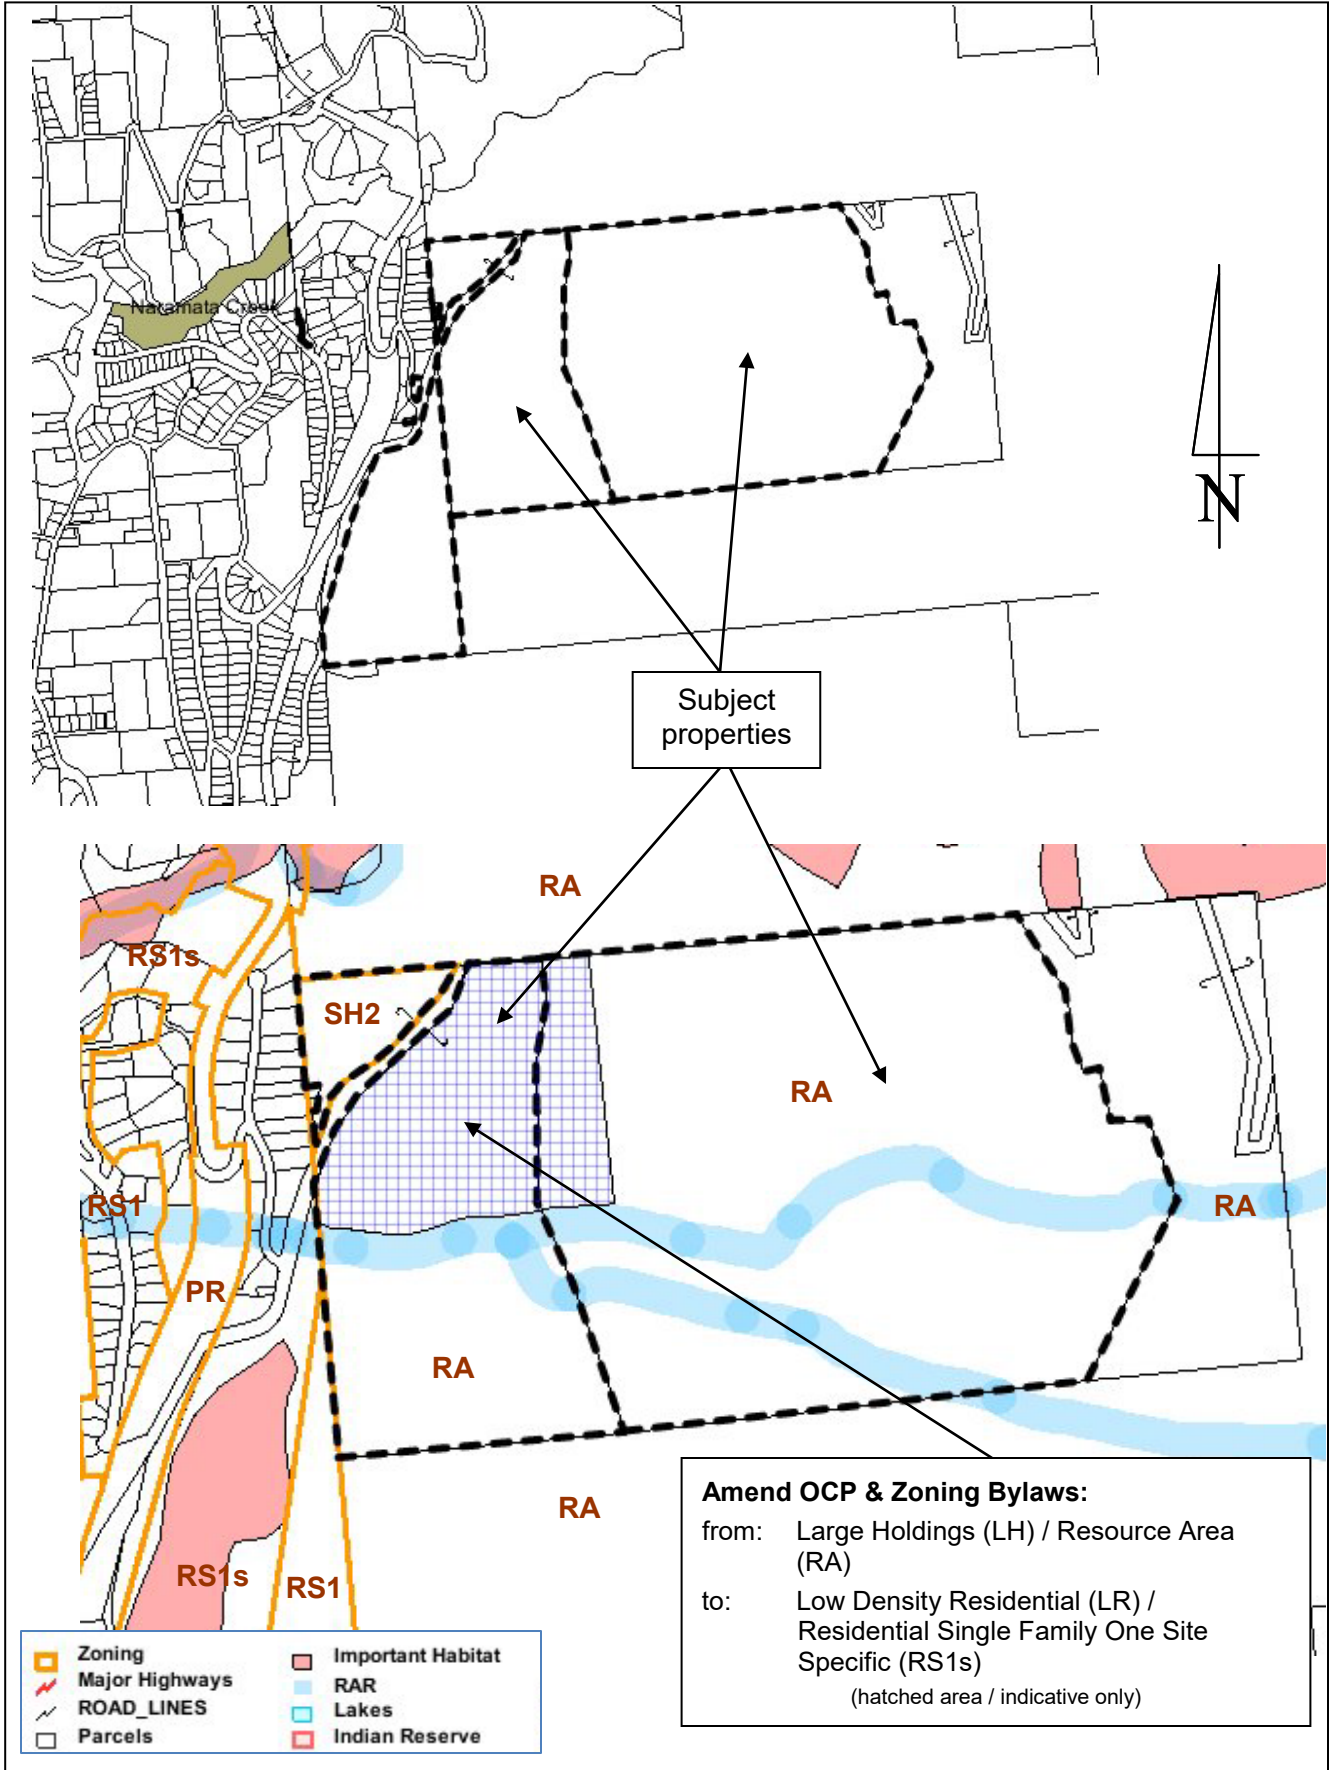 Naramata Creek
N
Subject
properties
RA
RS1s
SH2
RA
RS1
RA
PR
RA
RA
RS1s
RS1
Amend OCP & Zoning Bylaws:
from: Large Holdings (LH) / Resource Area
(RA)
to: Low Density Residential (LR) /
Residential Single Family One Site
Specific (RS1s)
(hatched area / indicative only)
Zoning
Major Highways
ROAD_LINES
Parcels
Important Habitat
RAR
Lakes
Indian Reserve